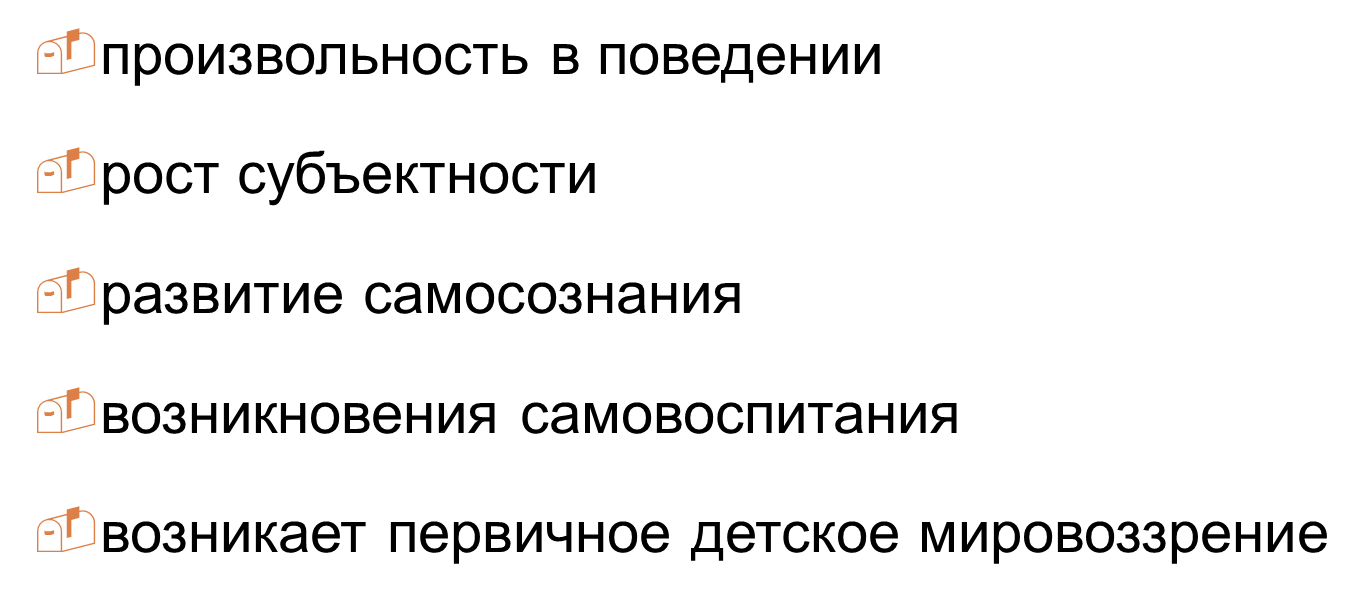 произвольность в поведении
рост субъектности
развитие самосознания
возникновения самовоспитания
возникает первичное детское мировоззрение